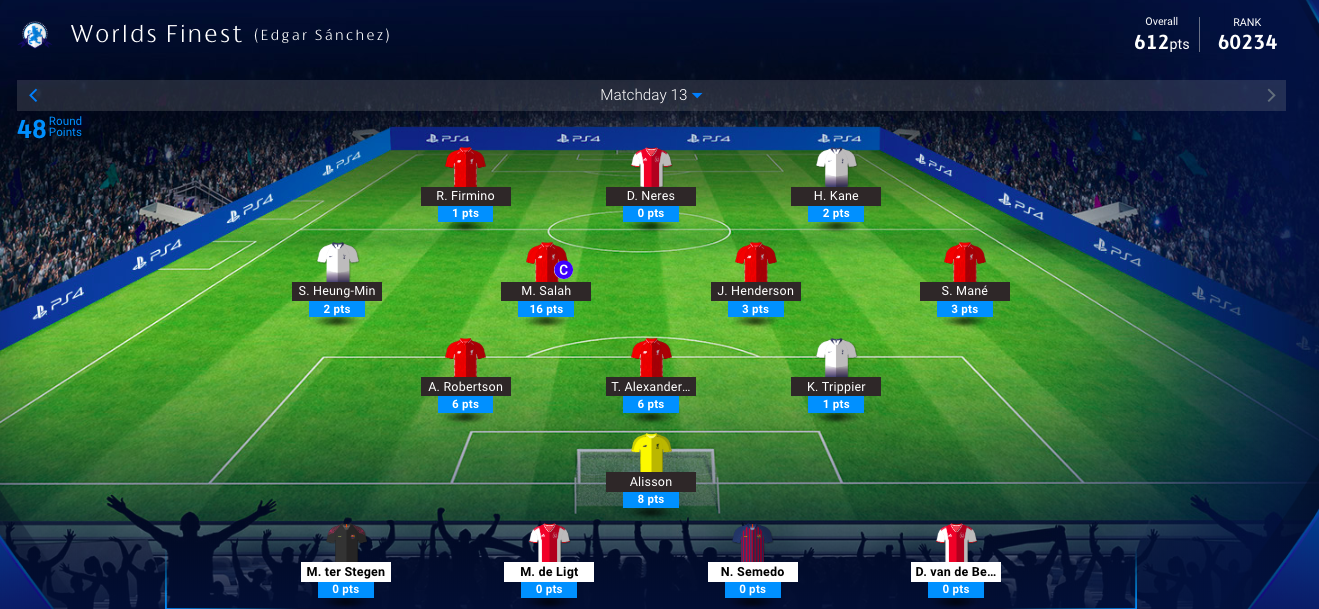 Worlds Finest (Edgar Sánchez)
Overall
612pts
RANK
60234
Matchday 13
48 Round Points
PS4 PS4 PS4 PS4
PS4 PS4
PS4 PS4
PS4 PS4
PS4 PS4
R. Firmino
1 pts
D. Neres
0 pts
H. Kane
2 pts
S. Heung-Min
2 pts
C
M. Salah
16 pts
J. Henderson
3 pts
S. Mané
3 pts
A. Robertson
6 pts
T. Alexander...
6 pts
K. Trippier
1 pts
Alisson
8 pts
M. ter Stegen
0 pts
M. de Ligt
0 pts
N. Semedo
0 pts
D. van de Be...
0 pts